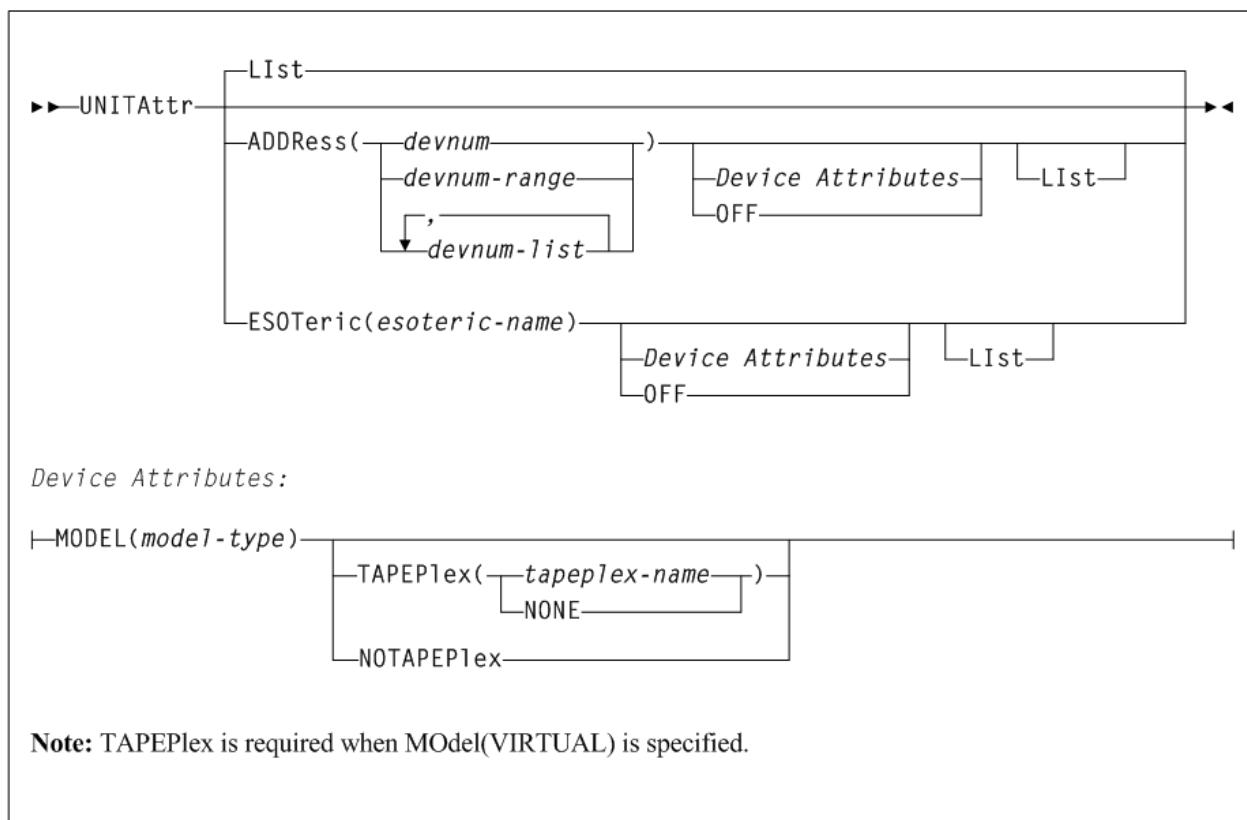 LIst
UNITAttr
ADDRess( devnum )
devnum-range
,
devnum-list
Device Attributes
OFF
LIst
ESOTeric(esoteric-name)
Device Attributes
OFF
LIst
Device Attributes:
MODEL(model-type)
TAPEPlex( tapeplex-name )
NONE
NOTAPEPlex
Note: TAPEPlex is required when MOdel(VIRTUAL) is specified.